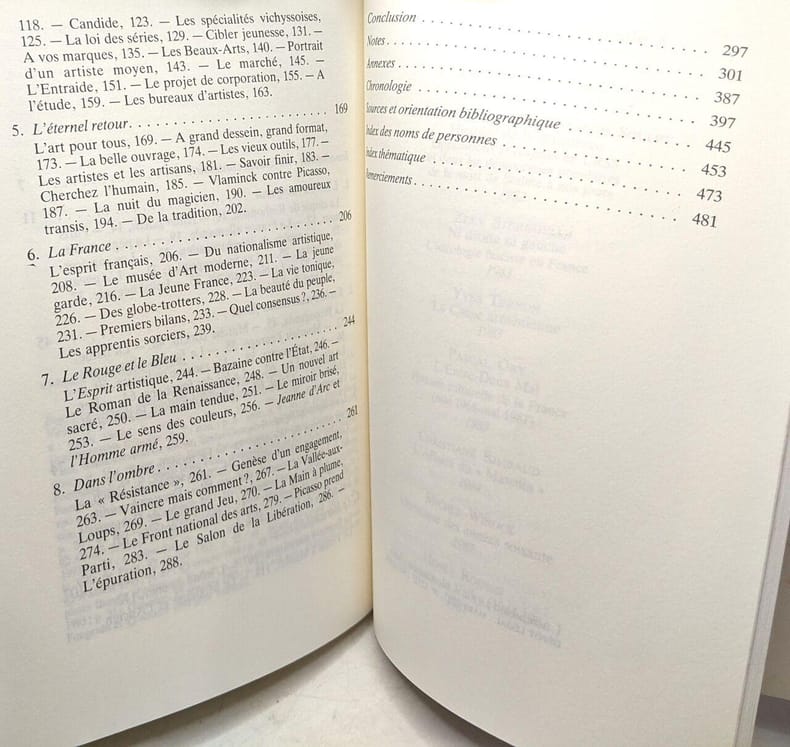 118. — Candide, 123. — Les spécialités vichyssoises,
125. — La loi des séries, 129. — Cibler jeunesse, 131. —
A vos marques, 135. — Les Beaux-Arts, 140. — Portrait
d'un artiste moyen, 143. — Le marché, 145. —
L'Entraide, 151. — Le projet de corporation, 155. — A
l'étude, 159. — Les bureaux d'artistes, 163.
5. L'éternel retour. . . . . . . . . . . . . . . . . . . . . . . . . . . 169
L'art pour tous, 169. — A grand dessein, grand format,
173. — La belle ouvrage, 174. — Les vieux outils, 177. —
Les artistes et les artisans, 181. — Savoir finir, 183. —
Cherchez l'humain, 185. — Vlaminck contre Picasso,
187. — La nuit du magicien, 190. — Les amoureux
transis, 194. — De la tradition, 202.
6. La France . . . . . . . . . . . . . . . . . . . . . . . . . . . . 206
L'esprit français, 206. — Du nationalisme artistique,
208. — Le musée d'Art moderne, 211. — La jeune
garde, 216. — La Jeune France, 223. — La vie tonique,
226. — Des globe-trotters, 228. — La beauté du peuple,
231. — Premiers bilans, 233. — Quel consensus ?, 236. —
Les apprentis sorciers, 239.
7. Le Rouge et le Bleu . . . . . . . . . . . . . . . . . . . . 244
L'Esprit artistique, 244. — Bazaine contre l'État, 246. —
Le Roman de la Renaissance, 248. — Un nouvel art
sacré, 250. — La main tendue, 251. — Le miroir brisé,
253. — Le sens des couleurs, 256. — Jeanne d'Arc et
l'Homme armé, 259.
8. Dans l'ombre . . . . . . . . . . . . . . . . . . . . . . . . . 261
La « Résistance », 261. — Genèse d'un engagement,
263. — Vaincre mais comment ?, 267. — La Vallée-aux-
Loups, 269. — Le grand Jeu, 270. — La Main à plume,
274. — Le Front national des arts, 279. — Picasso prend
Parti, 283. — Le Salon de la Libération, 286. —
L'épuration, 288.
Conclusion . . . . . . . . . . . . . . . . . . . . . . . . . . . . 297
Notes . . . . . . . . . . . . . . . . . . . . . . . . . . . . . . . 301
Annexes . . . . . . . . . . . . . . . . . . . . . . . . . . . . . 387
Chronologie . . . . . . . . . . . . . . . . . . . . . . . . . . . 397
Sources et orientation bibliographique . . . . . . . . . . . 445
Index des noms de personnes . . . . . . . . . . . . . . . . 453
Index thématique . . . . . . . . . . . . . . . . . . . . . . . 473
Remerciements . . . . . . . . . . . . . . . . . . . . . . . . . 481